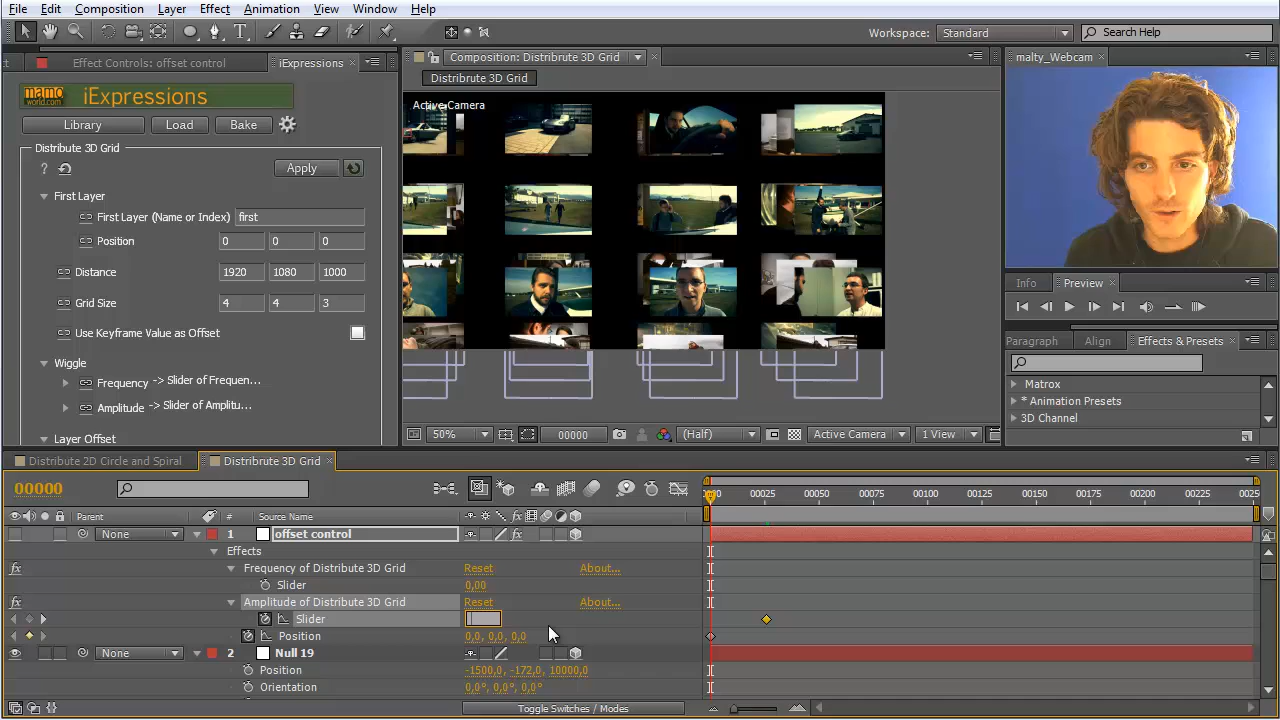 File Edit Composition Layer Effect Animation View Window Help
Workspace: Standard Search Help
Effect Controls: offset control iExpressions
mamo world.com iExpressions
Library Load Build... Bake
Distribute 3D Grid
? Apply
First Layer
First Layer (Name or Index) first
Position 0 0 0
Distance 1920 1080 1000
Grid Size 4 4 3
Use Keyframe Value as Offset
Wiggle
Frequency -> Slider of Frequen...
Amplitude -> Slider of Amplitu...
Layer Offset
Composition: Distribute 3D Grid
Distribute 3D Grid
Active Camera
50% 00000 (Half) Active Camera 1 View
malty_Webcam
Info Preview
Paragraph Align Effects & Presets
Matrox
* Animation Presets
3D Channel
Distribute 2D Circle and Spiral Distribrute 3D Grid
00000
00025 00050 00075 00100 00125 00150 00175 00200 00225 0025
Parent # Source Name
None 1 offset control
Effects
Frequency of Distribute 3D Grid Reset About...
Slider 0,00
Amplitude of Distribute 3D Grid Reset About...
Slider
Position 0,0, 0,0, 0,0
None 2 Null 19
Position -1500,0, -172,0, 10000,0
Orientation 0,0°, 0,0°, 0,0°
Toggle Switches / Modes